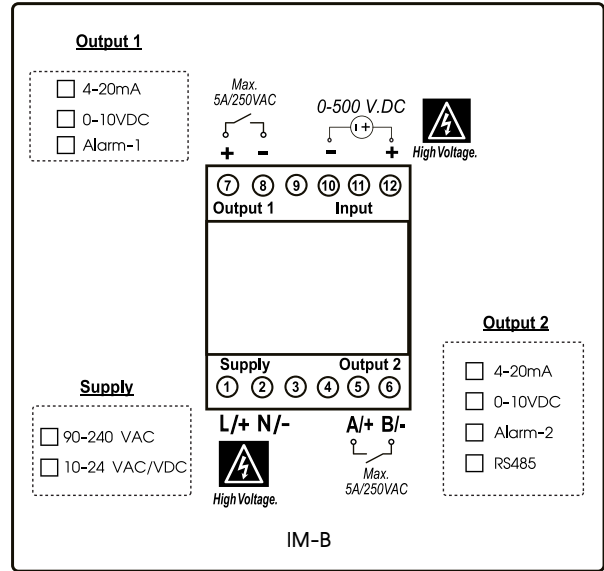 Output 1
4-20mA
0-10VDC
Alarm-1
Max.
5A/250VAC
+ -
0-500 V.DC
- +
High Voltage.
7 8 9 10 11 12
Output 1 Input
Supply Output 2
1 2 3 4 5 6
L/+ N/- A/+ B/-
High Voltage.
Max.
5A/250VAC
Supply
90-240 VAC
10-24 VAC/VDC
Output 2
4-20mA
0-10VDC
Alarm-2
RS485
IM-B